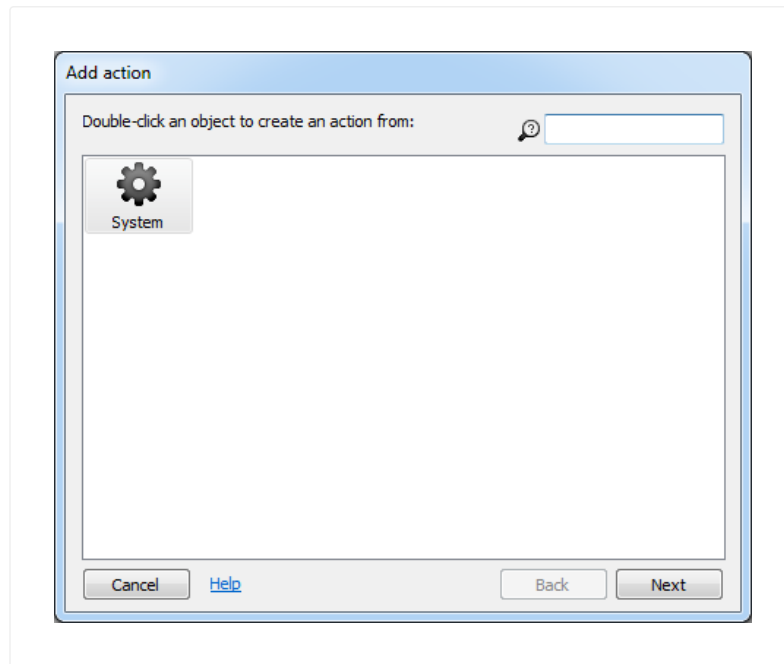 Add action
Double-click an object to create an action from:
System
Cancel Help Back Next